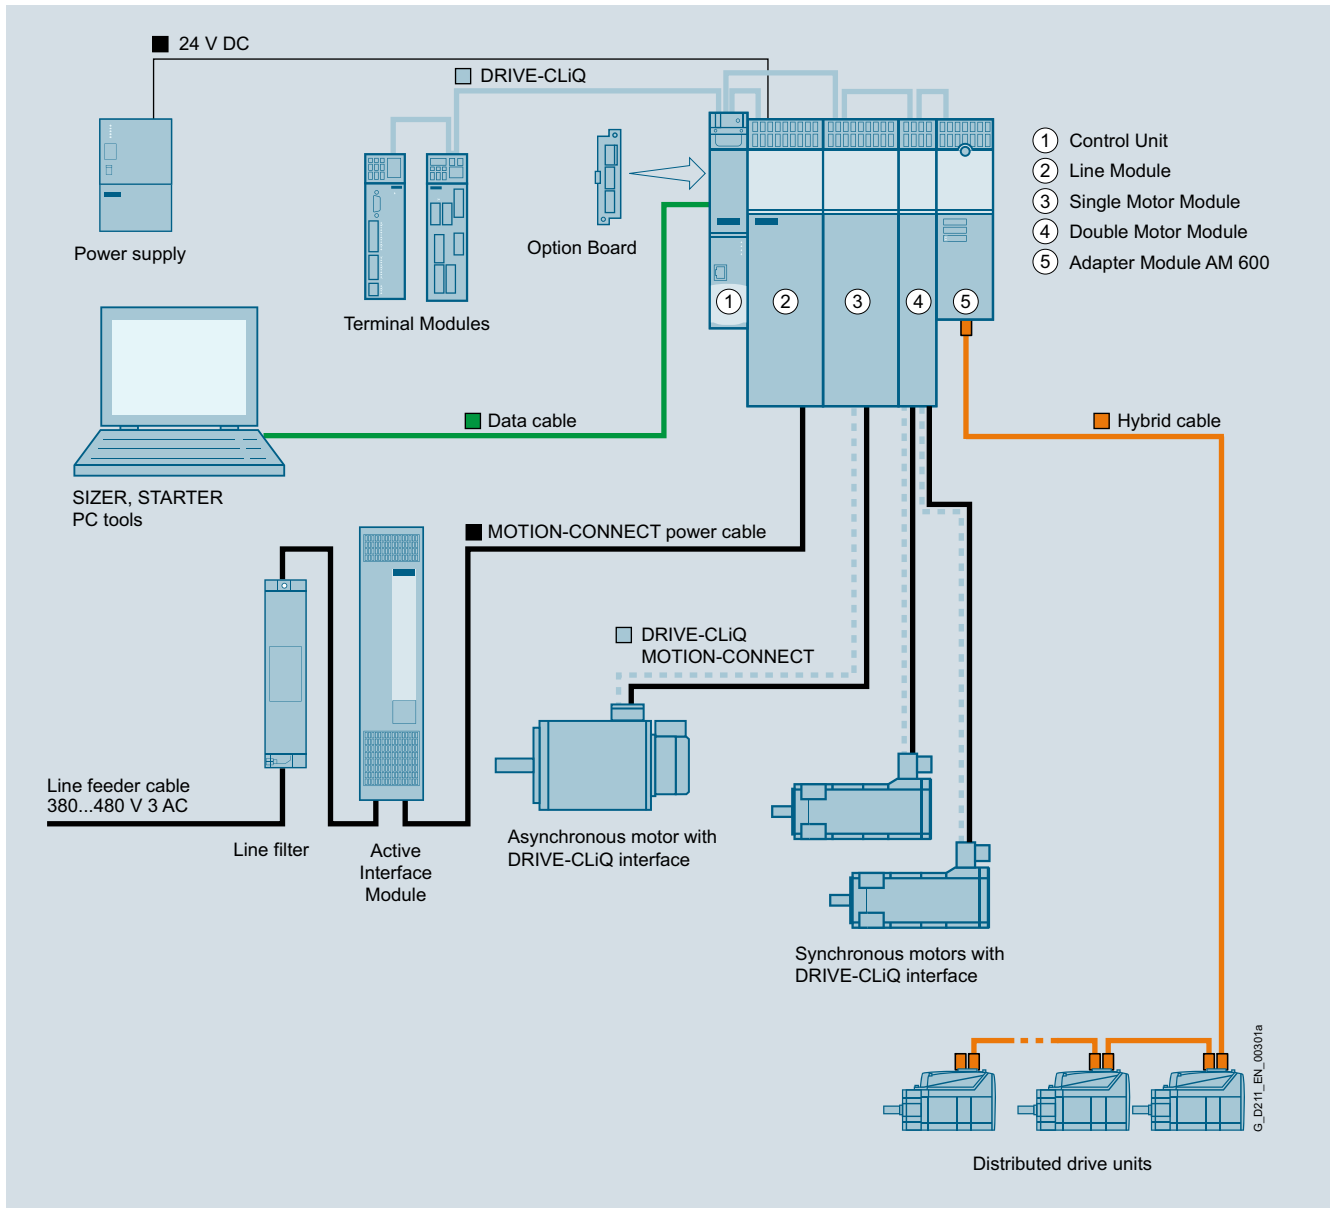 24 V DC
DRIVE-CLiQ
1 Control Unit
2 Line Module
3 Single Motor Module
4 Double Motor Module
5 Adapter Module AM 600
Power supply
Option Board
Terminal Modules
1 2 3 4 5
Data cable
Hybrid cable
SIZER, STARTER
PC tools
MOTION-CONNECT power cable
DRIVE-CLiQ
MOTION-CONNECT
Line feeder cable
380...480 V 3 AC
Line filter
Active
Interface
Module
Asynchronous motor with
DRIVE-CLiQ interface
Synchronous motors with
DRIVE-CLiQ interface
G_D211_EN_00301a
Distributed drive units